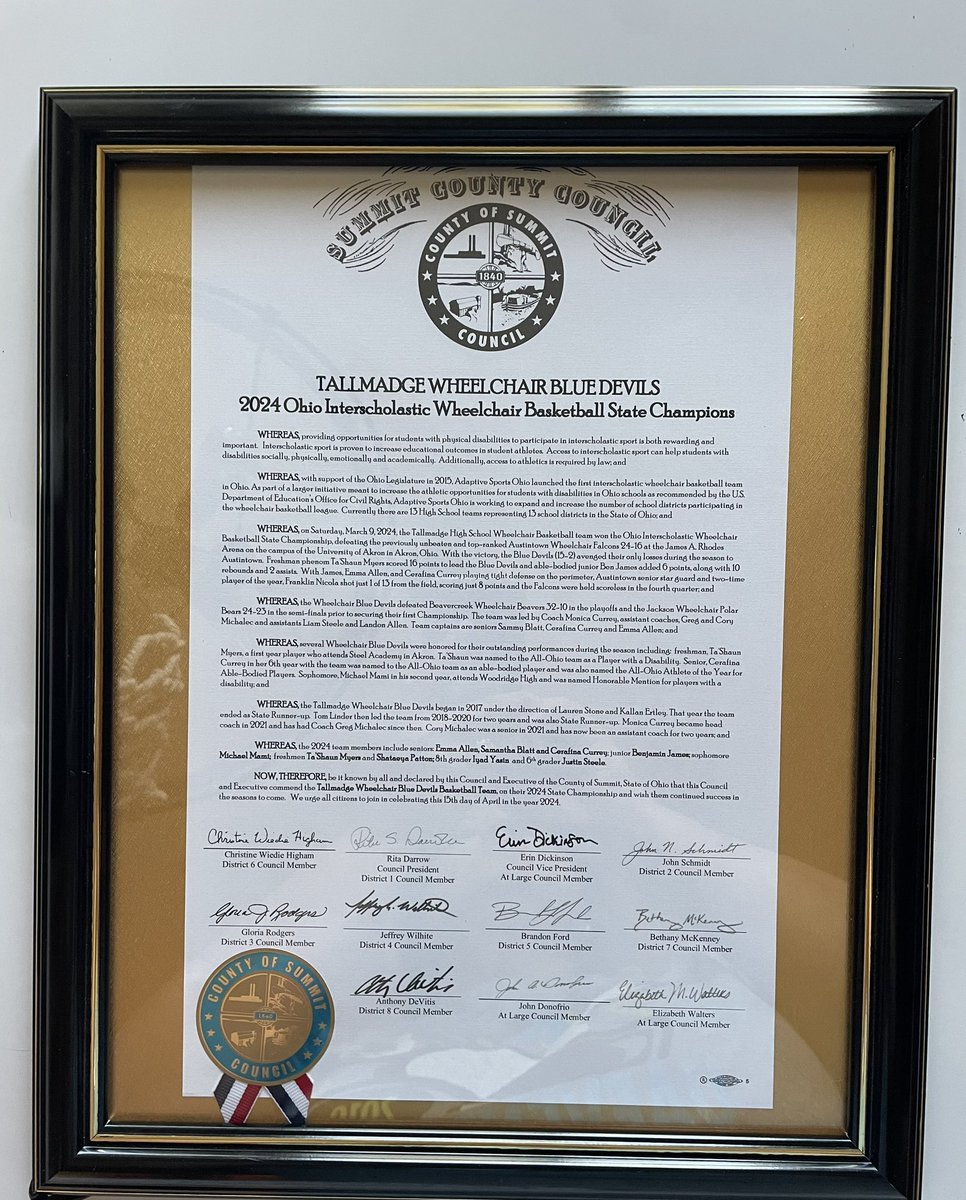 SUMMIT COUNTY COUNCIL
COUNTY OF SUMMIT
1840
COUNCIL
TALLMADGE WHEELCHAIR BLUE DEVILS
2024 Ohio Interscholastic Wheelchair Basketball State Champions
WHEREAS, providing opportunities for students with physical disabilities to participate in interscholastic sport is both rewarding and
important. Interscholastic sport is proven to increase educational outcomes in student athletes. Access to interscholastic sport can help students with
disabilities socially, physically, emotionally and academically. Additionally, access to athletics is required by law; and
WHEREAS, with support of the Ohio Legislature in 2015, Adaptive Sports Ohio launched the first interscholastic wheelchair basketball team
in Ohio. As part of a larger initiative meant to increase the athletic opportunities for students with disabilities in Ohio schools as recommended by the U.S.
Department of Education's Office for Civil Rights, Adaptive Sports Ohio is working to expand and increase the number of school districts participating in
the wheelchair basketball league. Currently there are 13 High School teams representing 13 school districts in the State of Ohio; and
WHEREAS, on Saturday, March 9, 2024, the Tallmadge High School Wheelchair Basketball team won the Ohio Interscholastic Wheelchair
Basketball State Championship, defeating the previously unbeaten and top-ranked Austintown Wheelchair Falcons 24-16 at the James A. Rhodes
Arena on the campus of the University of Akron in Akron, Ohio. With the victory, the Blue Devils (15-2) avenged their only losses during the season to
Austintown. Freshman phenom Ta'Shaun Myers scored 16 points to lead the Blue Devils and able-bodied junior Ben James added 6 points, along with 10
rebounds and 2 assists. With James, Emma Allen, and Cerafina Currey playing tight defense on the perimeter, Austintown senior star guard and two-time
player of the year, Franklin Nicola shot just 1 of 13 from the field, scoring just 8 points and the Falcons were held scoreless in the fourth quarter; and
WHEREAS, the Wheelchair Blue Devils defeated Beavercreek Wheelchair Beavers 32-10 in the playoffs and the Jackson Wheelchair Polar
Bears 24-23 in the semi-finals prior to securing their first Championship. The team was led by Coach Monica Currey, assistant coaches, Greg and Cory
Michalec and assistants Liam Steele and Landon Allen. Team captains are seniors Sammy Blatt, Cerafina Currey and Emma Allen; and
WHEREAS, several Wheelchair Blue Devils were honored for their outstanding performances during the season including: freshman, Ta'Shaun
Myers, a first year player who attends Steel Academy in Akron. Ta'Shaun was named to the All-Ohio team as a Player with a Disability. Senior, Cerafina
Currey in her 6th year with the team was named to the All-Ohio team as an able-bodied player and was also named the All-Ohio Athlete of the Year for
Able-Bodied Players. Sophomore, Michael Mami in his second year, attends Woodridge High and was named Honorable Mention for players with a
disability; and
WHEREAS, the Tallmadge Wheelchair Blue Devils began in 2017 under the direction of Lauren Stone and Kallan Ertley. That year the team
ended as State Runner-up. Tom Linder then led the team from 2018-2020 for two years and was also State Runner-up. Monica Currey became head
coach in 2021 and has had Coach Greg Michalec since then. Cory Michalec was a senior in 2021 and has now been an assistant coach for two years; and
WHEREAS, the 2024 team members include seniors: Emma Allen, Samantha Blatt and Cerafina Currey; junior Benjamin James; sophomore
Michael Mami; freshmen Ta'Shaun Myers and Shataeya Patton; 8th grader Iyad Yasin and 6th grader Justin Steele.
NOW, THEREFORE, be it known by all and declared by this Council and Executive of the County of Summit, State of Ohio that this Council
and Executive commend the Tallmadge Wheelchair Blue Devils Basketball Team, on their 2024 State Championship and wish them continued success in
the seasons to come. We urge all citizens to join in celebrating this 15th day of April in the year 2024.
Christine Wiedie Higham Rita S. Darrow Erin Dickinson John N. Schmidt
Christine Wiedie Higham Rita Darrow Erin Dickinson John Schmidt
District 6 Council Member Council President Council Vice President District 2 Council Member
District 1 Council Member At Large Council Member
Gloria J. Rodgers Bethany McKenney
Gloria Rodgers Jeffrey Wilhite Brandon Ford Bethany McKenney
District 3 Council Member District 4 Council Member District 5 Council Member District 7 Council Member
John A Donofrio Elizabeth M. Walters
Anthony DeVitis John Donofrio Elizabeth Walters
District 8 Council Member At Large Council Member At Large Council Member
COUNTY OF SUMMIT
1840
COUNCIL